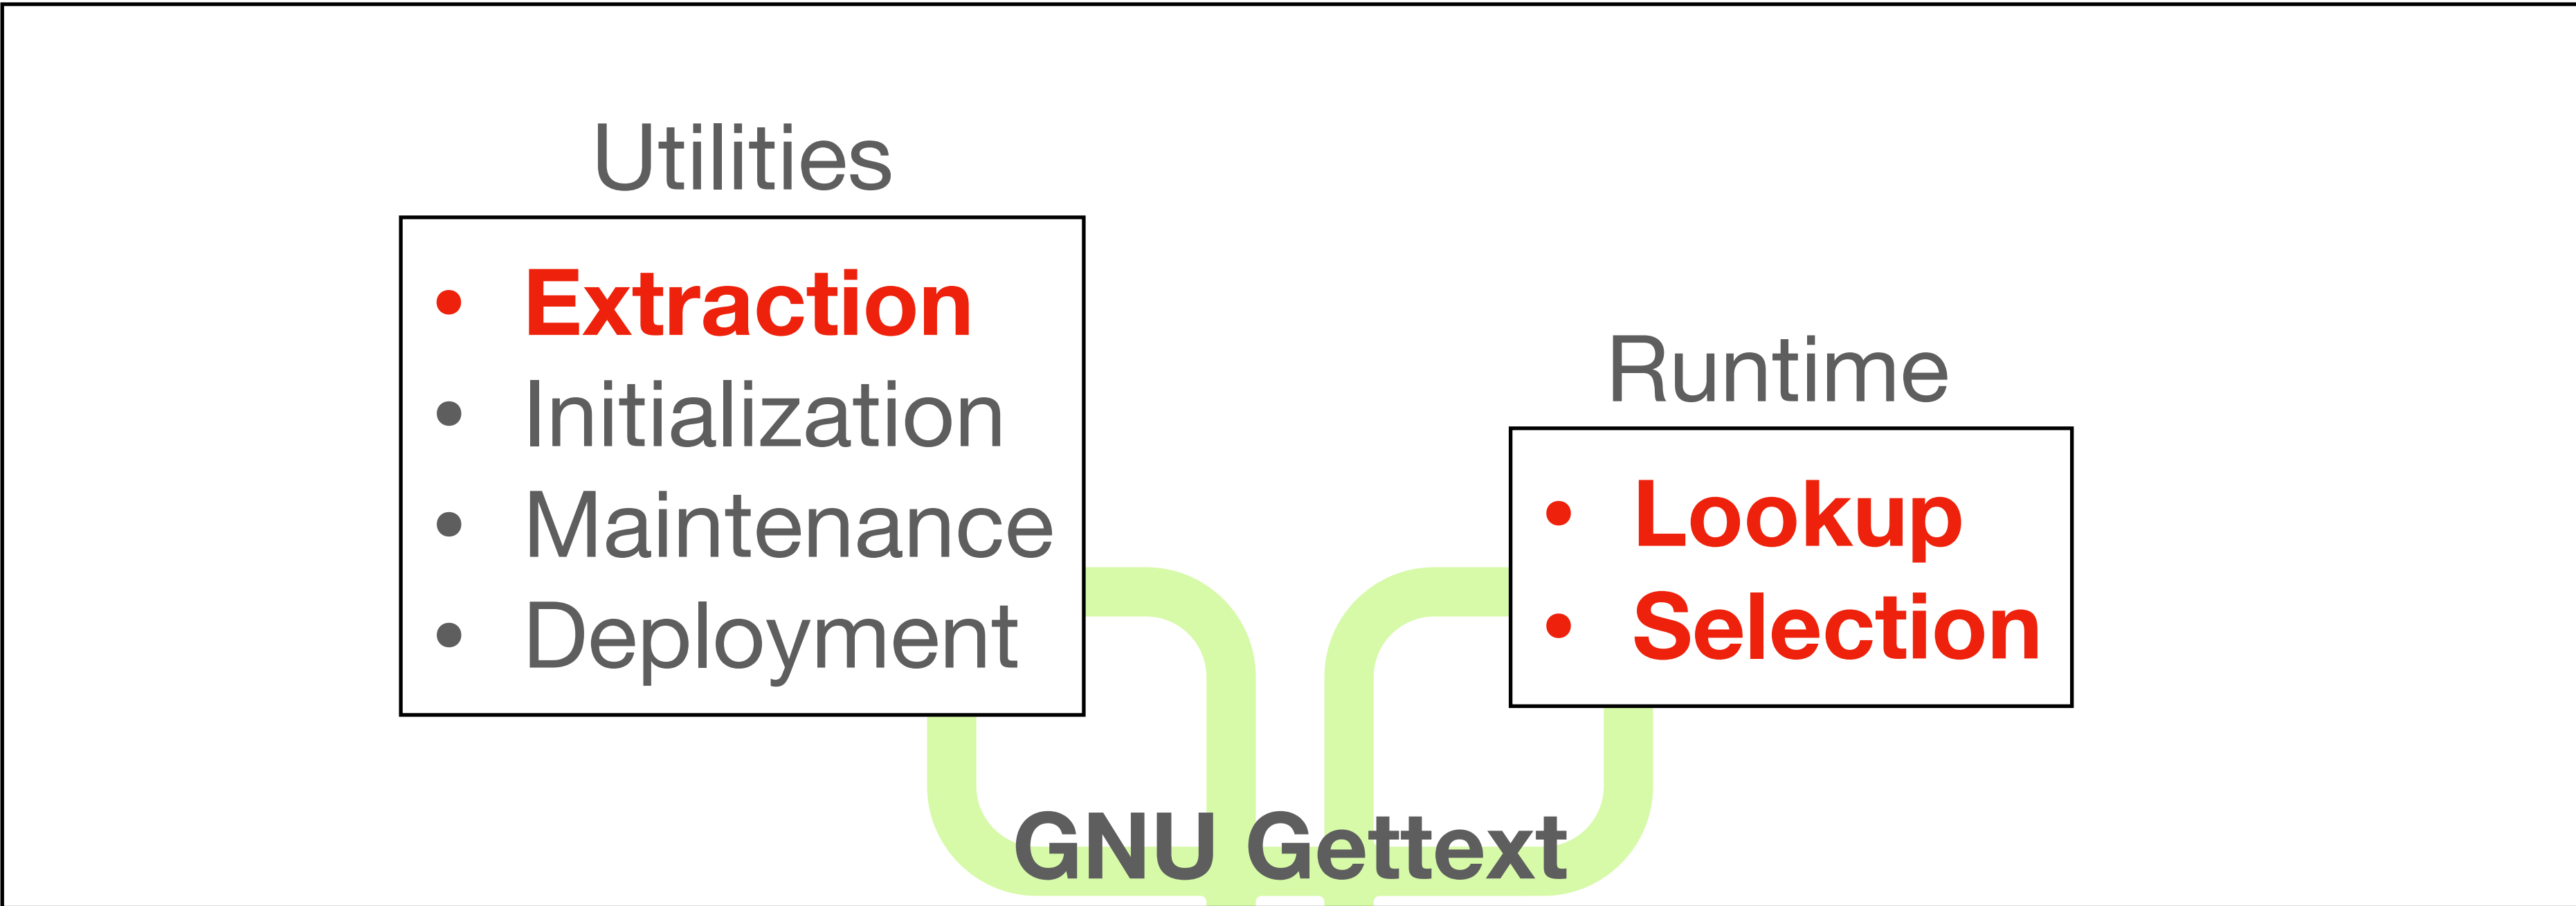 Utilities
• Extraction
• Initialization
• Maintenance
• Deployment
Runtime
• Lookup
• Selection
GNU Gettext